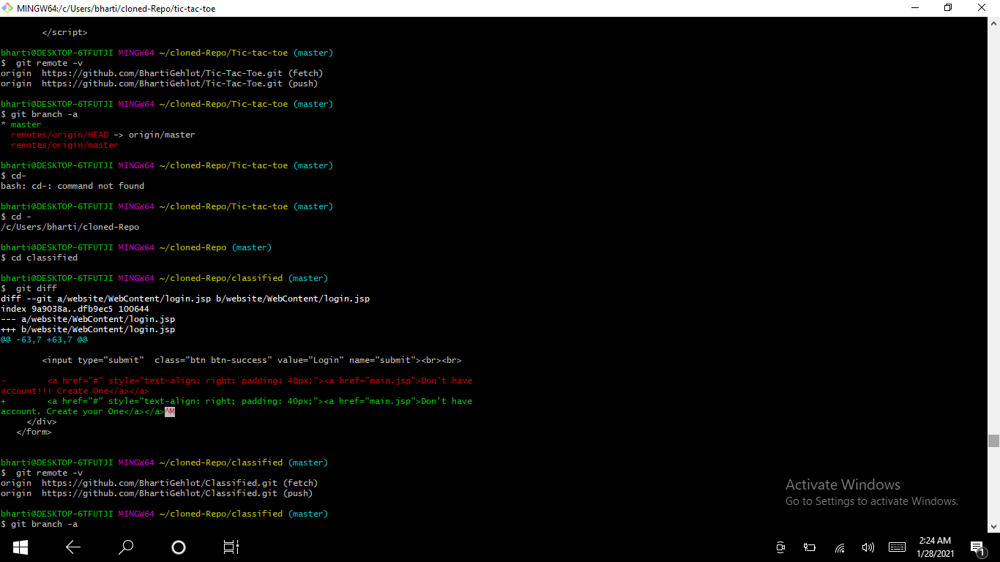 MINGW64:/c/Users/bharti/cloned-Repo/tic-tac-toe
</script>
bharti@DESKTOP-6TFUTJI MINGW64 ~/cloned-Repo/Tic-tac-toe (master)
$  git remote -v
origin  https://github.com/BhartiGehlot/Tic-Tac-Toe.git (fetch)
origin  https://github.com/BhartiGehlot/Tic-Tac-Toe.git (push)
bharti@DESKTOP-6TFUTJI MINGW64 ~/cloned-Repo/Tic-tac-toe (master)
$ git branch -a
* master
  remotes/origin/HEAD -> origin/master
  remotes/origin/master
bharti@DESKTOP-6TFUTJI MINGW64 ~/cloned-Repo/Tic-tac-toe (master)
$ cd-
bash: cd-: command not found
bharti@DESKTOP-6TFUTJI MINGW64 ~/cloned-Repo/Tic-tac-toe (master)
$ cd -
/c/Users/bharti/cloned-Repo
bharti@DESKTOP-6TFUTJI MINGW64 ~/cloned-Repo (master)
$ cd classified
bharti@DESKTOP-6TFUTJI MINGW64 ~/cloned-Repo/classified (master)
$  git diff
diff --git a/website/WebContent/login.jsp b/website/WebContent/login.jsp
index 9a9038a..dfb9ec5 100644
--- a/website/WebContent/login.jsp
+++ b/website/WebContent/login.jsp
@@ -63,7 +63,7 @@
        <input type="submit"  class="btn btn-success" value="Login" name="submit"><br><br>
-        <a href="#" style="text-align: right; padding: 40px;"><a href="main.jsp">Don't have
account!!! Create One</a></a>
+        <a href="#" style="text-align: right; padding: 40px;"><a href="main.jsp">Don't have
account. Create your One</a></a>^M
     </div>
   </form>
bharti@DESKTOP-6TFUTJI MINGW64 ~/cloned-Repo/classified (master)
$  git remote -v
origin  https://github.com/BhartiGehlot/Classified.git (fetch)
origin  https://github.com/BhartiGehlot/Classified.git (push)
bharti@DESKTOP-6TFUTJI MINGW64 ~/cloned-Repo/classified (master)
$ git branch -a
Activate Windows
Go to Settings to activate Windows.
2:24 AM
1/28/2021
1